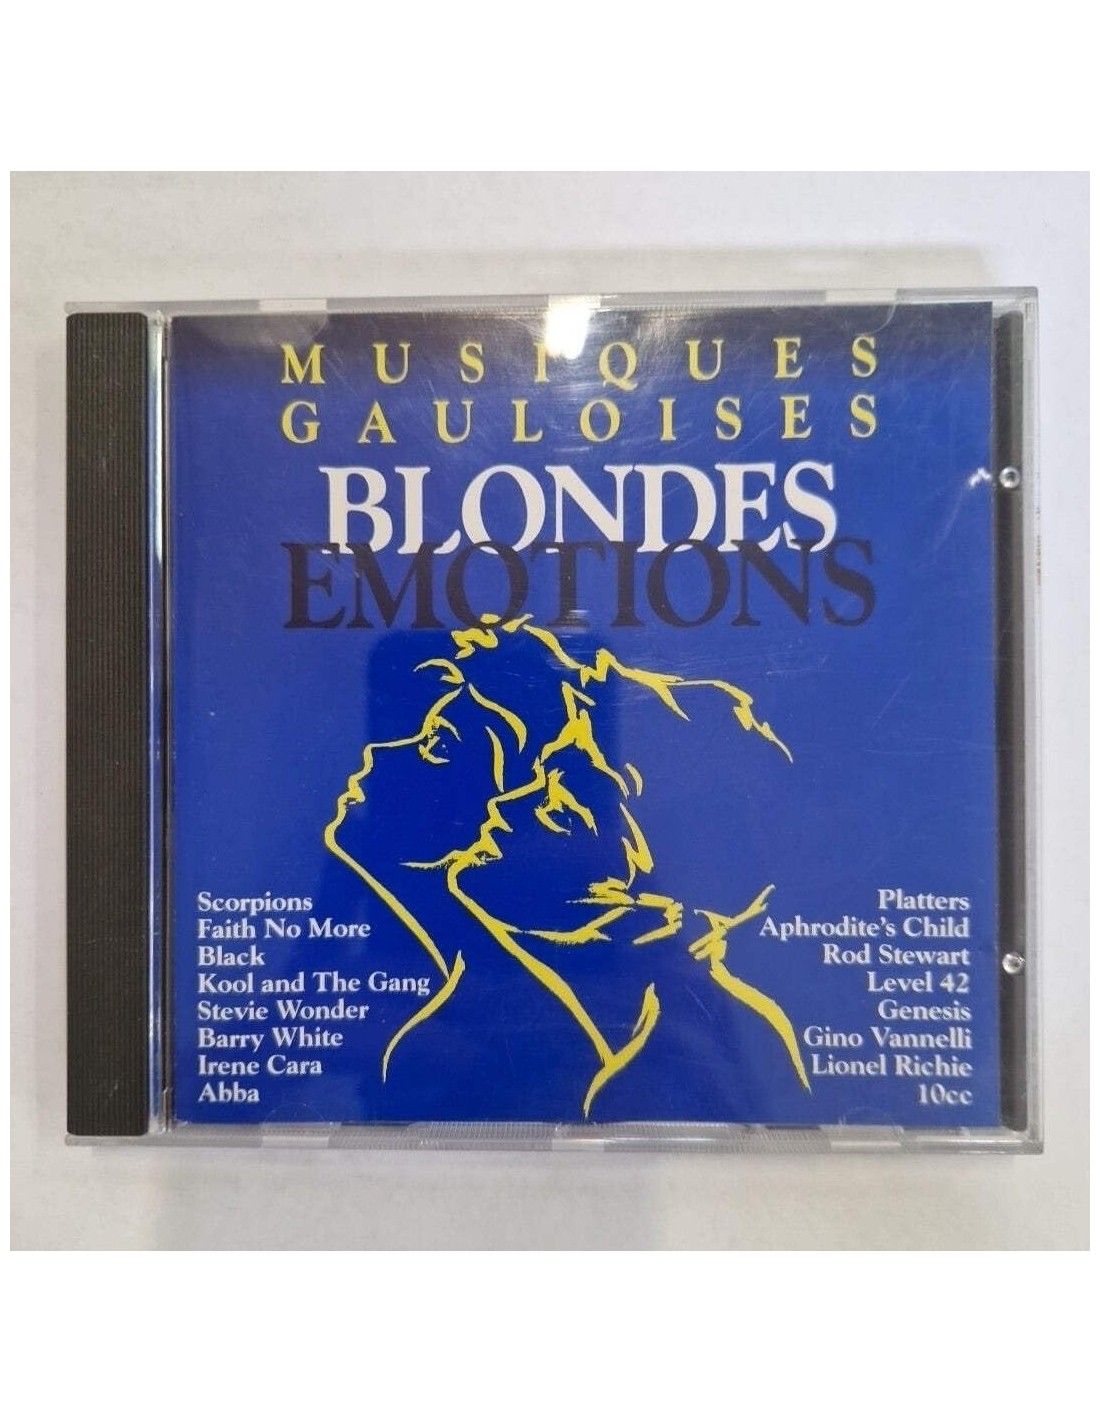 MUSIQUES
GAULOISES
BLONDES
EMOTIONS
Scorpions
Faith No More
Black
Kool and The Gang
Stevie Wonder
Barry White
Irene Cara
Abba
Platters
Aphrodite's Child
Rod Stewart
Level 42
Genesis
Gino Vannelli
Lionel Richie
10cc